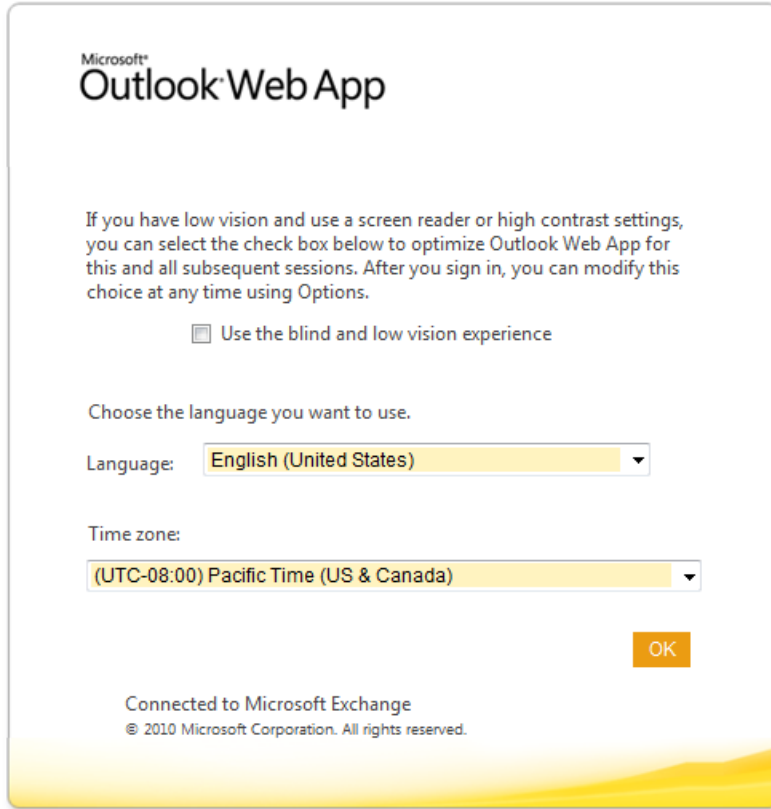 Microsoft®
Outlook® Web App
If you have low vision and use a screen reader or high contrast settings,
you can select the check box below to optimize Outlook Web App for
this and all subsequent sessions. After you sign in, you can modify this
choice at any time using Options.
Use the blind and low vision experience
Choose the language you want to use.
Language: English (United States)
Time zone:
(UTC-08:00) Pacific Time (US & Canada)
OK
Connected to Microsoft Exchange
© 2010 Microsoft Corporation. All rights reserved.